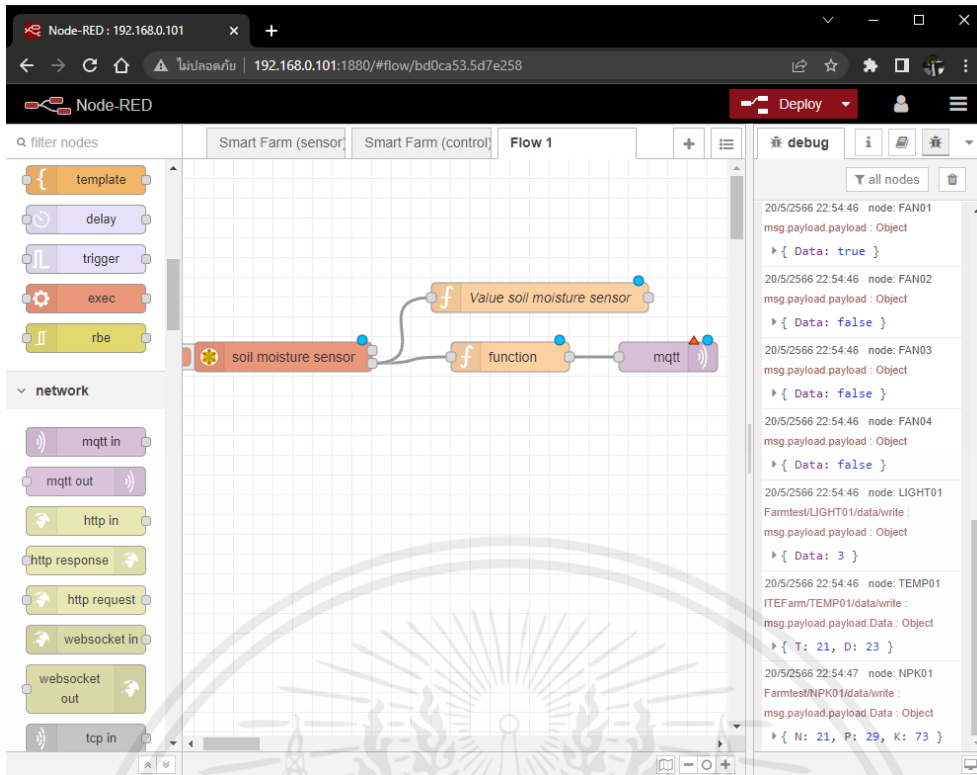 Node-RED : 192.168.0.101
ไม่ปลอดภัย
192.168.0.101:1880/#flow/bd0ca53.5d7e258
Node-RED
Deploy
filter nodes
template
delay
trigger
exec
rbe
network
mqtt in
mqtt out
http in
http response
http request
websocket in
websocket
out
tcp in
Smart Farm (sensor)
Smart Farm (control)
Flow 1
Value soil moisture sensor
soil moisture sensor
function
mqtt
debug
all nodes
20/5/2566 22:54:46 node: FAN01
msg.payload.payload : Object
{ Data: true }
20/5/2566 22:54:46 node: FAN02
msg.payload.payload : Object
{ Data: false }
20/5/2566 22:54:46 node: FAN03
msg.payload.payload : Object
{ Data: false }
20/5/2566 22:54:46 node: FAN04
msg.payload.payload : Object
{ Data: false }
20/5/2566 22:54:46 node: LIGHT01
Farmtest/LIGHT01/data/write :
msg.payload.payload : Object
{ Data: 3 }
20/5/2566 22:54:46 node: TEMP01
ITEFarm/TEMP01/data/write :
msg.payload.payload.Data : Object
{ T: 21, D: 23 }
20/5/2566 22:54:47 node: NPK01
Farmtest/NPK01/data/write :
msg.payload.payload.Data : Object
{ N: 21, P: 29, K: 73 }